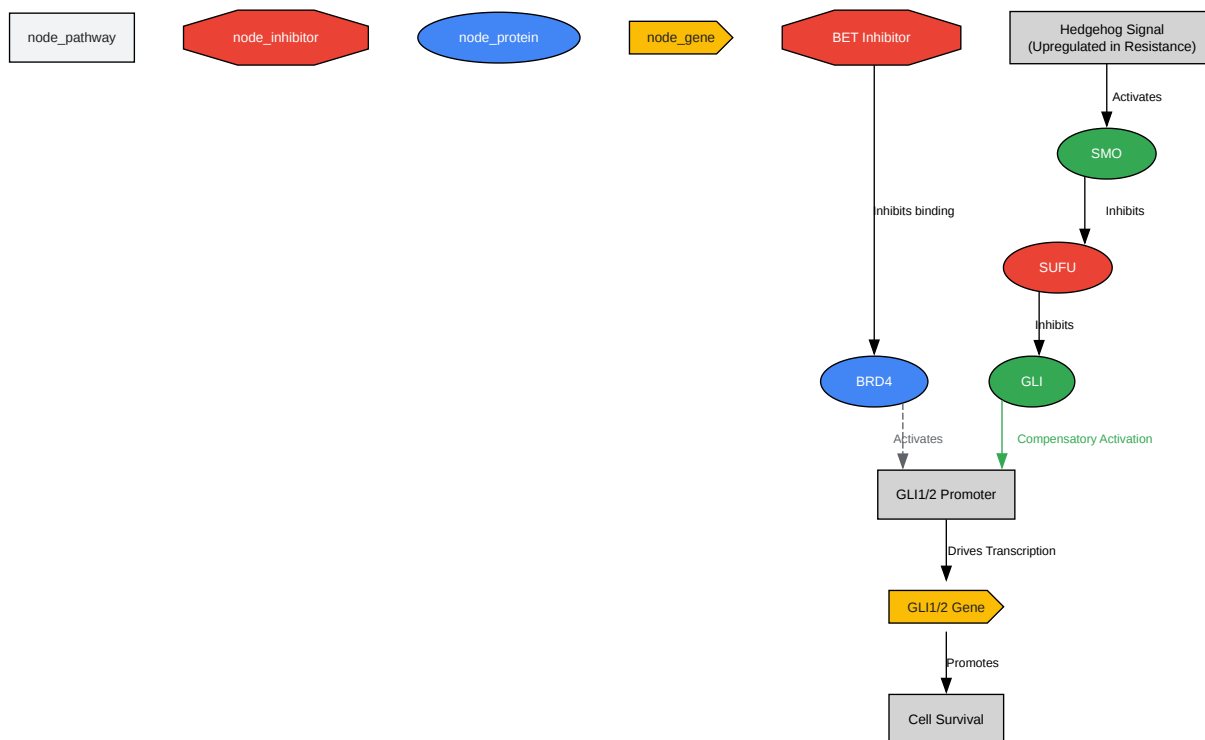 node_pathway
node_inhibitor
node_protein
node_gene
BET Inhibitor
Hedgehog Signal
(Upregulated in Resistance)
Activates
SMO
Inhibits binding
Inhibits
SUFU
Inhibits
BRD4
GLI
Activates
Compensatory Activation
GLI1/2 Promoter
Drives Transcription
GLI1/2 Gene
Promotes
Cell Survival